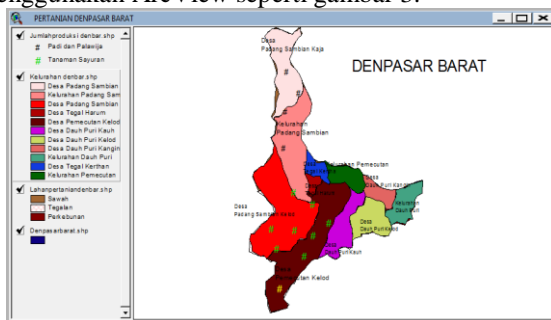 enggunakan ArcView seperti gambar 3.
PERTANIAN DENPASAR BARAT
Jumlahproduksi denbar.shp
# Padi dan Palawija
# Tanaman Sayuran
Kelurahan denbar.shp
Desa Padang Sambian
Kelurahan Padang Sam
Desa Padang Sambian
Desa Tegal Harum
Desa Pemecutan Kelod
Desa Dauh Puri Kauh
Desa Dauh Puri Kelod
Desa Dauh Puri Kangin
Kelurahan Dauh Puri
Desa Tegal Kerthan
Kelurahan Pemecutan
Lahanpertaniandenbar.shp
Sawah
Tegalan
Perkebunan
Denpasarbarat.shp
DENPASAR BARAT
Desa
Padang Sambian Kaja
Kelurahan
Padang Sambian
Kelurahan Pemecutan
Desa
Dauh Puri Kangin
Kelurahan
Dauh Puri
Desa
Padang Sambian Kelod
Desa
Dauh Puri Kelod
Desa
Dauh Puri Kauh
Pemecutan Kelod